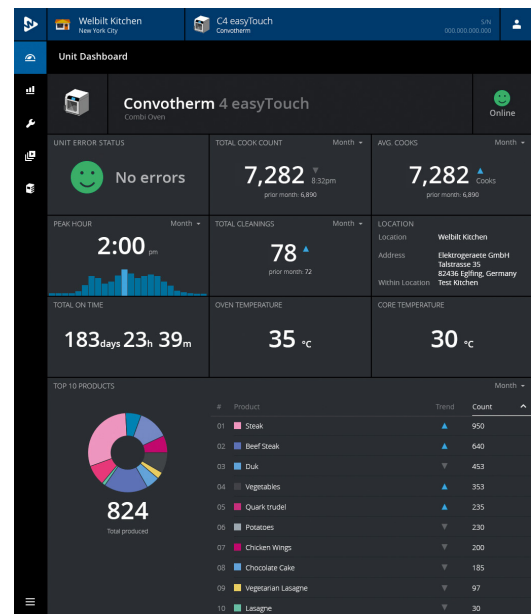 Welbilt Kitchen
New York City
C4 easyTouch
Convotherm
S/N
000.000.000.000
Unit Dashboard
Convotherm 4 easyTouch
Combi Oven
Online
UNIT ERROR STATUS
No errors
TOTAL COOK COUNT Month
7,282 8:32pm
prior month: 6,890
AVG. COOKS Month
7,282 Cooks
prior month: 6,890
PEAK HOUR Month
2:00 pm
TOTAL CLEANINGS Month
78
prior month: 72
LOCATION
Location Welbilt Kitchen
Address Elektrogeraete GmbH
Talstrasse 35
82436 Eglfing, Germany
Within Location Test Kitchen
TOTAL ON TIME
183days 23h 39m
OVEN TEMPERATURE
35 °C
CORE TEMPERATURE
30 °C
TOP 10 PRODUCTS Month
824
Total produced
# Product Trend Count
01 Steak 950
02 Beef Steak 640
03 Duk 453
04 Vegetables 353
05 Quark trudel 235
06 Potatoes 230
07 Chicken Wings 200
08 Chocolate Cake 185
09 Vegetarian Lasagne 97
10 Lasagne 30